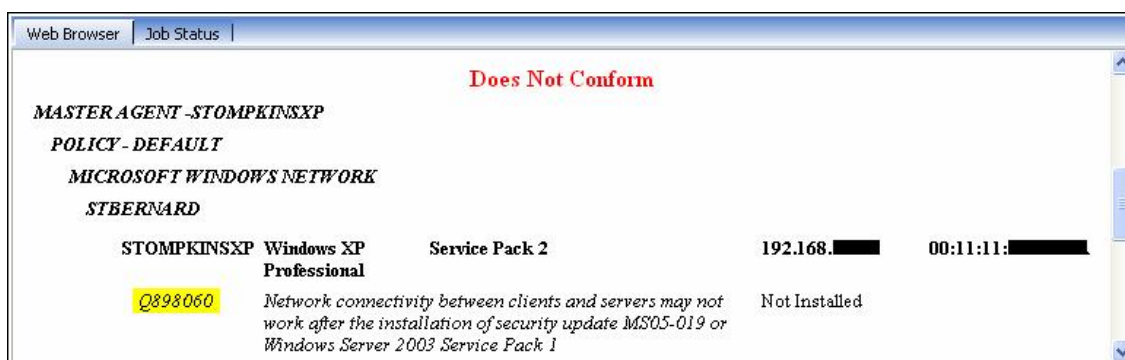 Web Browser Job Status
Does Not Conform
MASTER AGENT -STOMPKINSXP
POLICY - DEFAULT
MICROSOFT WINDOWS NETWORK
STBERNARD
STOMPKINSXP Windows XP Professional Service Pack 2 192.168. 00:11:11:
Q898060 Network connectivity between clients and servers may not Not Installed
work after the installation of security update MS05-019 or
Windows Server 2003 Service Pack 1